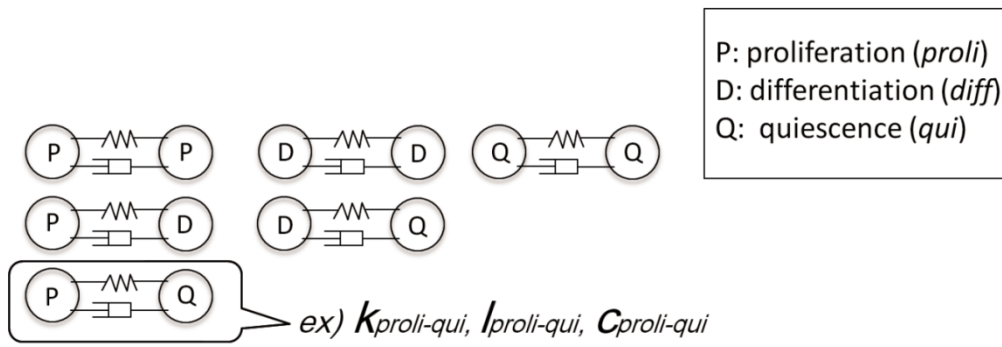 P: proliferation (proli)
D: differentiation (diff)
Q: quiescence (qui)
P P D D Q Q
P D D Q
P Q
ex) kproli-qui, lproli-qui, cproli-qui